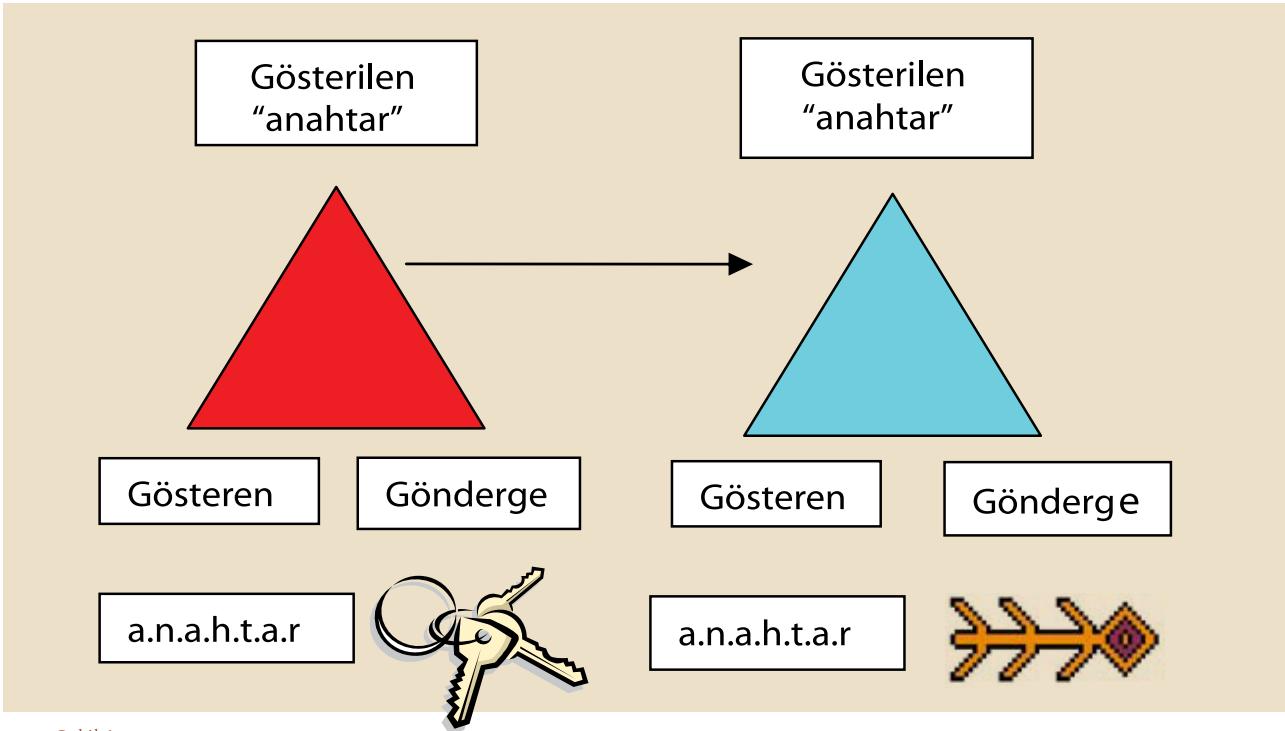 Gösterilen
“anahtar”
Gösterilen
“anahtar”
Gösteren
Gönderge
Gösteren
Gönderge
a.n.a.h.t.a.r
a.n.a.h.t.a.r